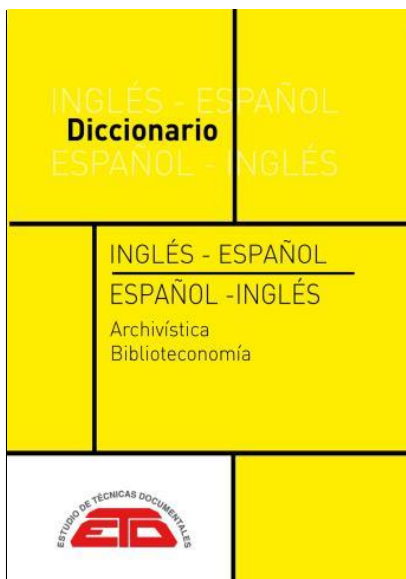 INGLÉS - ESPAÑOL
Diccionario
ESPAÑOL - INGLÉS
INGLÉS - ESPAÑOL
ESPAÑOL -INGLÉS
Archivística
Biblioteconomía
ESTUDIO DE TÉCNICAS DOCUMENTALES
ETD